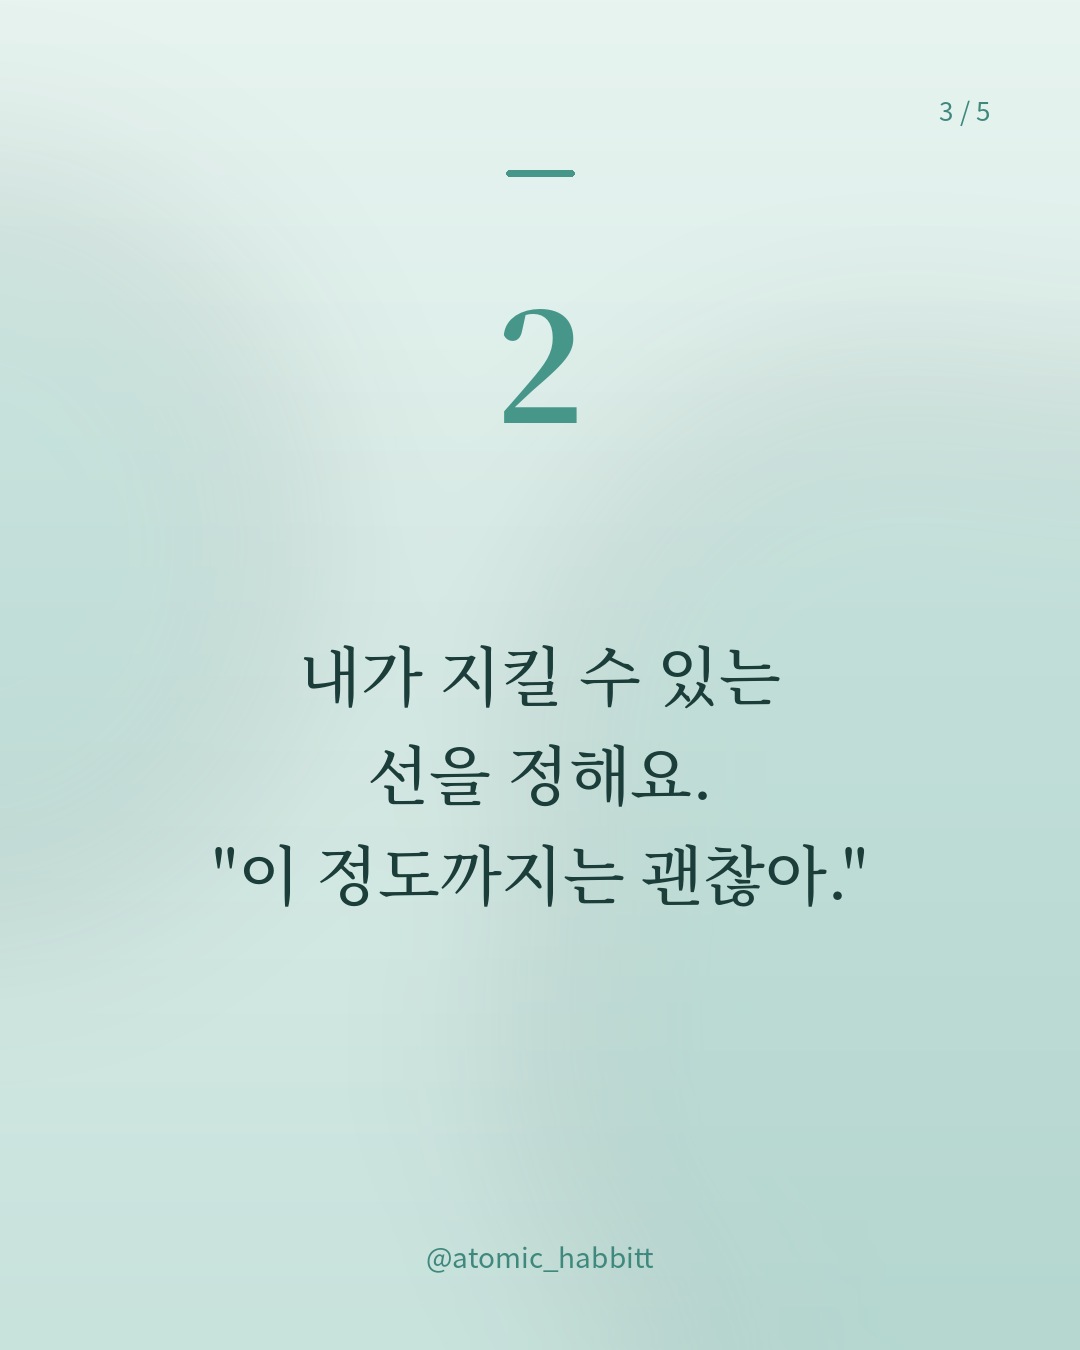 3 / 5
2
내가 지킬 수 있는
선을 정해요.
"이 정도까지는 괜찮아."
@atomic_habbitt